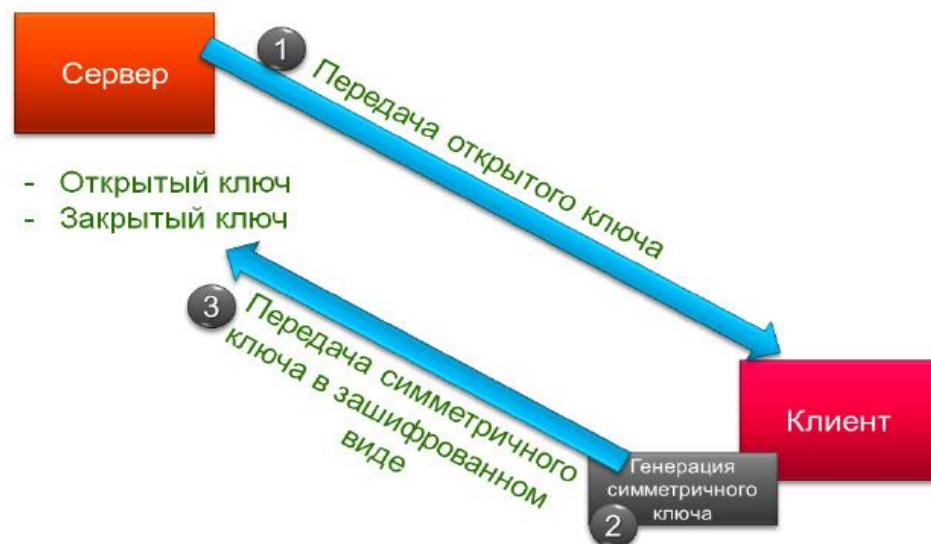 Сервер
1
Передача открытого ключа
- Открытый ключ
- Закрытый ключ
3
Передача симметричного
ключа в зашифрованном
виде
Клиент
Генерация
симметричного
ключа
2